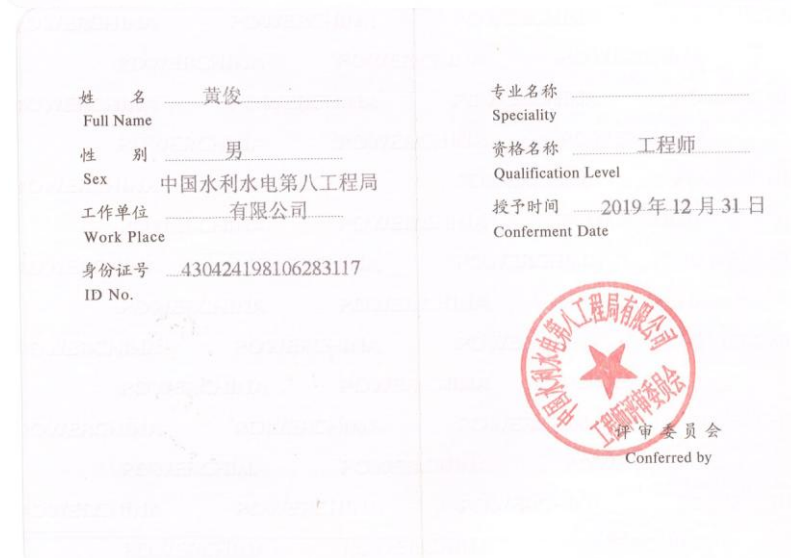 姓 名 黄俊
Full Name
性 别 男
Sex
中国水利水电第八工程局
工作单位 有限公司
Work Place
身份证号 430424198106283117
ID No.
专业名称
Speciality
资格名称 工程师
Qualification Level
授予时间 2019年12月31日
Conferment Date
中国水利水电第八工程局有限公司
工程师评审委员会
评审委员会
Conferred by